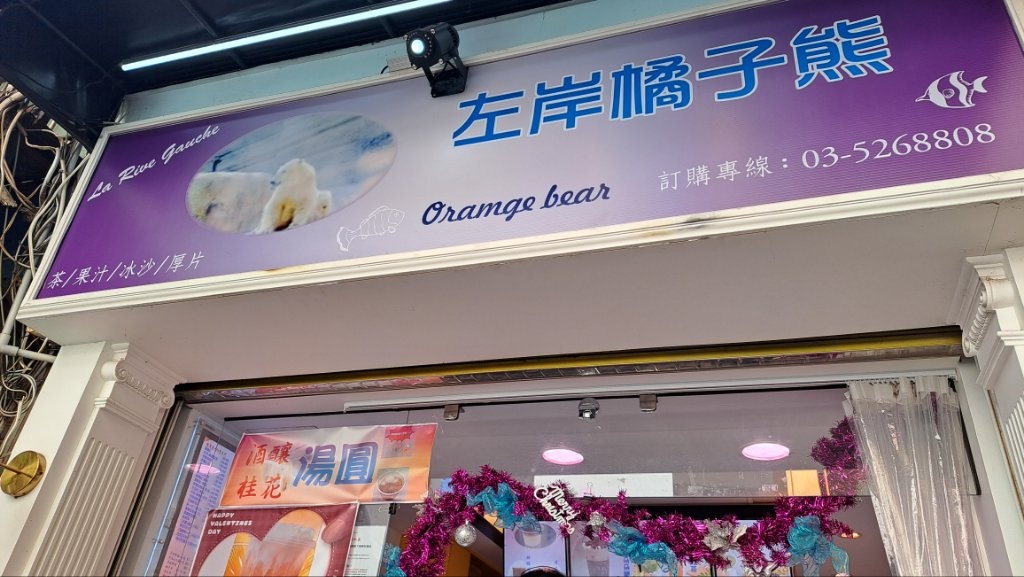 左岸橘子熊
La Rive Gauche
Oramge bear
訂購專線：03-5268808
茶/果汁/冰沙/厚片
酒釀
桂花
湯圓
HAPPY
VALENTINES
DAY
Merry